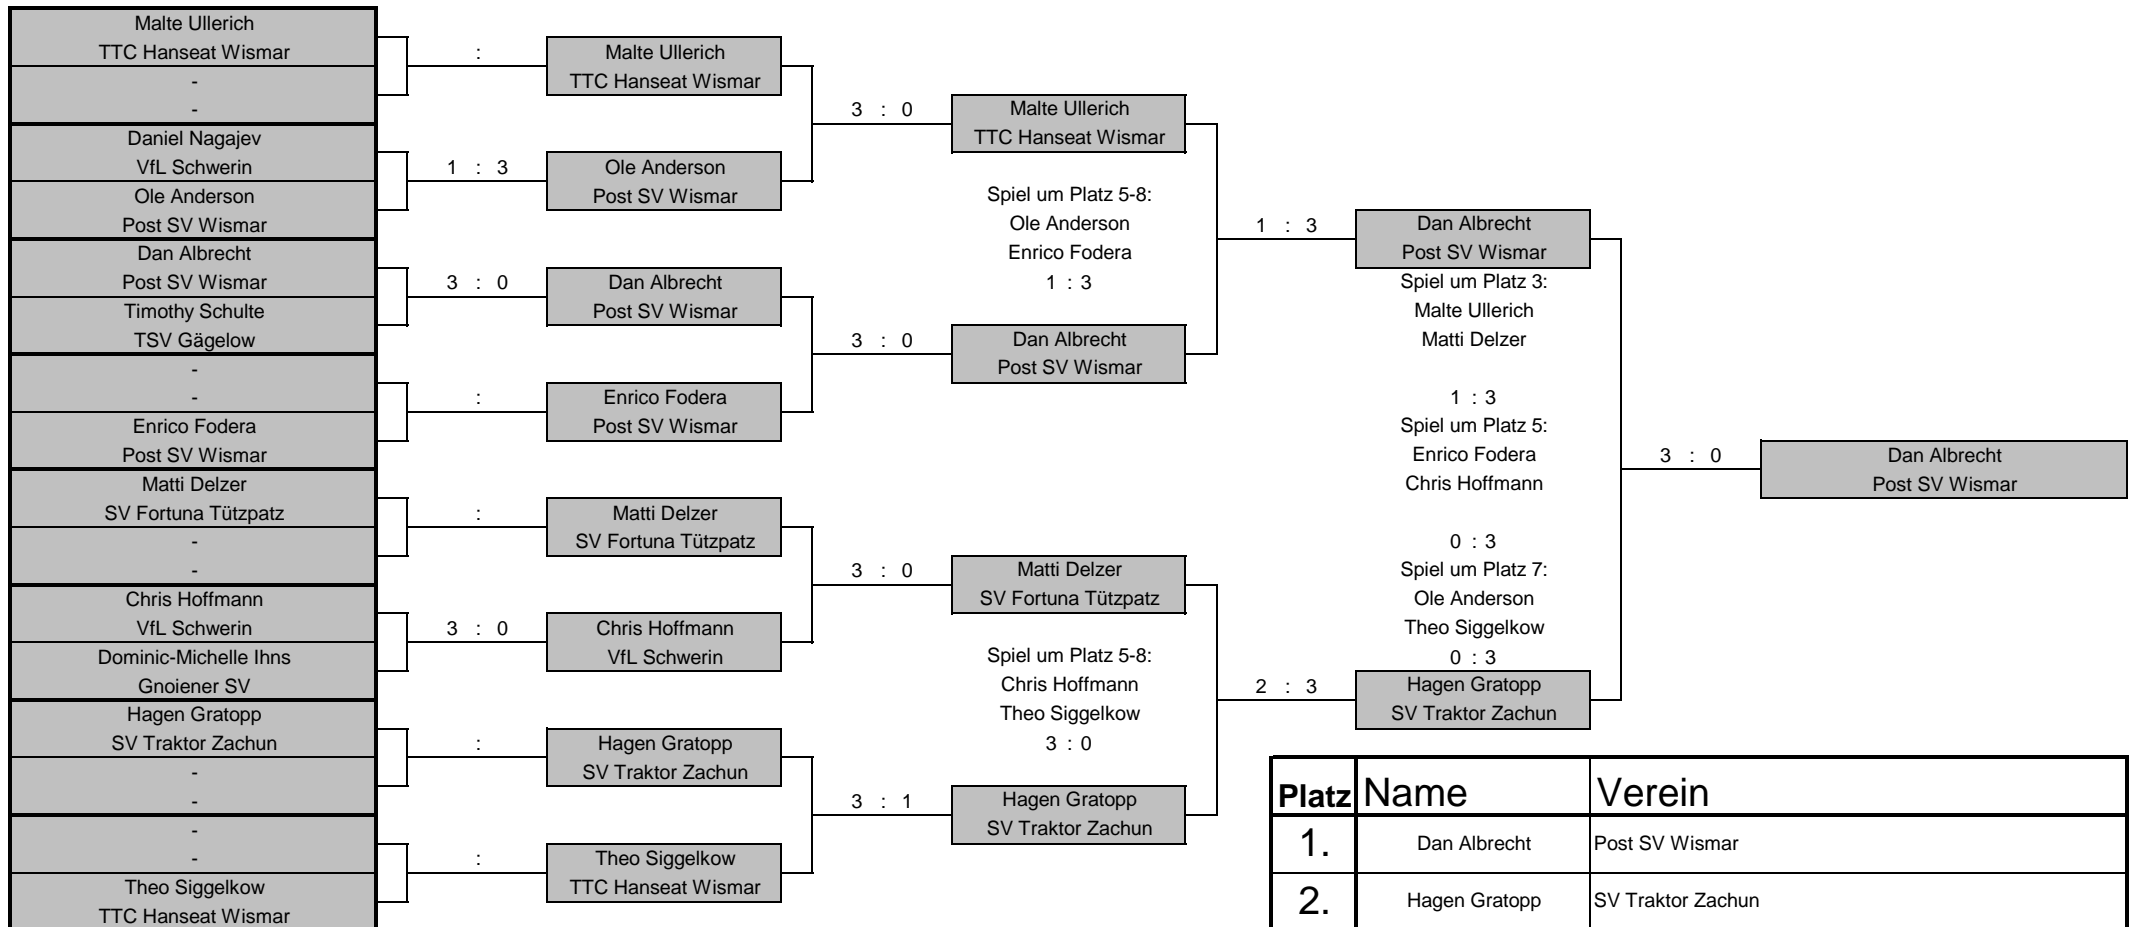 Malte Ullerich
TTC Hanseat Wismar
-
-
Daniel Nagajev
VfL Schwerin
Ole Anderson
Post SV Wismar
Dan Albrecht
Post SV Wismar
Timothy Schulte
TSV Gägelow
-
-
Enrico Fodera
Post SV Wismar
Matti Delzer
SV Fortuna Tützpatz
-
-
Chris Hoffmann
VfL Schwerin
Dominic-Michelle Ihns
Gnoiener SV
Hagen Gratopp
SV Traktor Zachun
-
-
-
-
Theo Siggelkow
TTC Hanseat Wismar
:
1 : 3
3 : 0
:
:
3 : 0
:
:
Malte Ullerich
TTC Hanseat Wismar
Ole Anderson
Post SV Wismar
Dan Albrecht
Post SV Wismar
Enrico Fodera
Post SV Wismar
Matti Delzer
SV Fortuna Tützpatz
Chris Hoffmann
VfL Schwerin
Hagen Gratopp
SV Traktor Zachun
Theo Siggelkow
TTC Hanseat Wismar
3 : 0
3 : 0
3 : 0
3 : 1
Malte Ullerich
TTC Hanseat Wismar
Spiel um Platz 5-8:
Ole Anderson
Enrico Fodera
1 : 3
Dan Albrecht
Post SV Wismar
Matti Delzer
SV Fortuna Tützpatz
Spiel um Platz 5-8:
Chris Hoffmann
Theo Siggelkow
3 : 0
Hagen Gratopp
SV Traktor Zachun
1 : 3
2 : 3
Dan Albrecht
Post SV Wismar
Spiel um Platz 3:
Malte Ullerich
Matti Delzer
1 : 3
Spiel um Platz 5:
Enrico Fodera
Chris Hoffmann
0 : 3
Spiel um Platz 7:
Ole Anderson
Theo Siggelkow
0 : 3
Hagen Gratopp
SV Traktor Zachun
3 : 0
Dan Albrecht
Post SV Wismar
Platz Name Verein
1. Dan Albrecht Post SV Wismar
2. Hagen Gratopp SV Traktor Zachun